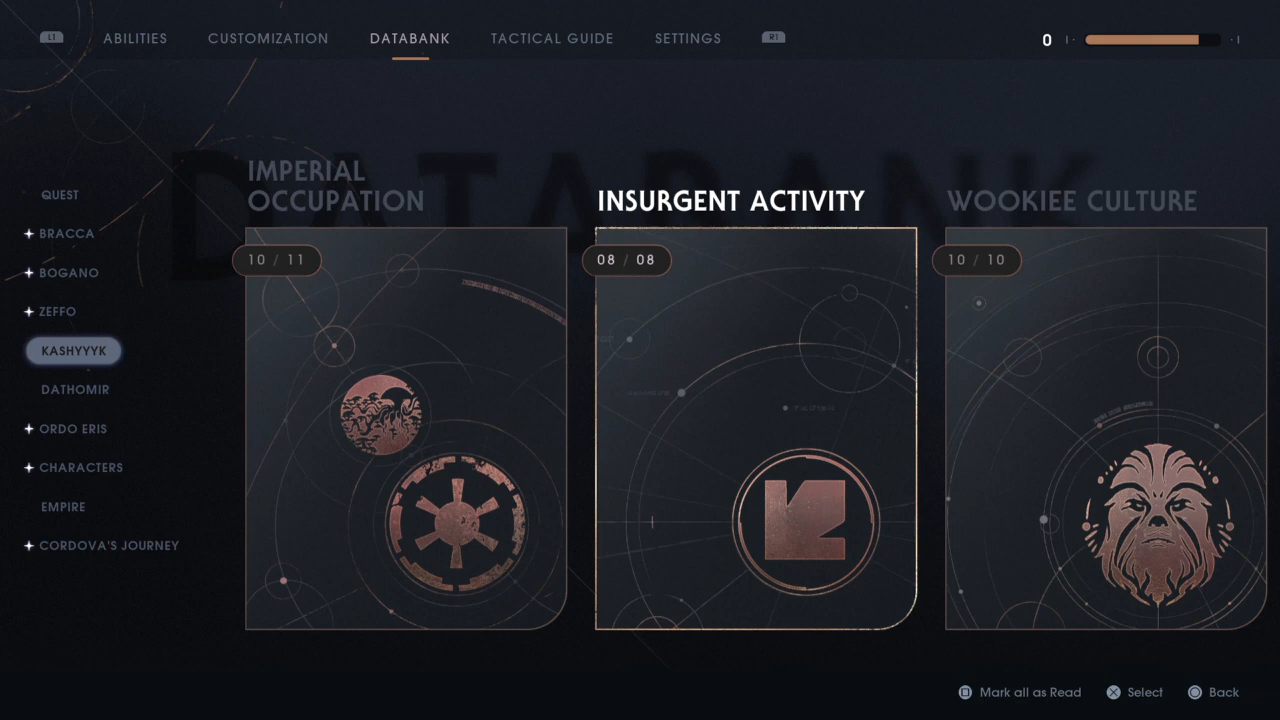 L1
ABILITIES
CUSTOMIZATION
DATABANK
TACTICAL GUIDE
SETTINGS
R1
0
DATABANK
QUEST
BRACCA
BOGANO
ZEFFO
KASHYYYK
DATHOMIR
ORDO ERIS
CHARACTERS
EMPIRE
CORDOVA'S JOURNEY
IMPERIAL
OCCUPATION
10 / 11
INSURGENT ACTIVITY
08 / 08
WOOKIEE CULTURE
10 / 10
Mark all as Read
Select
Back